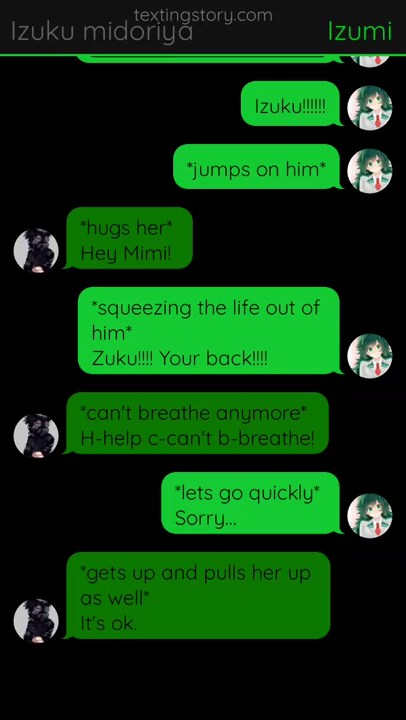 textingstory.com
Izuku midoriya
Izumi
Izuku!!!!!!
*jumps on him*
*hugs her*
Hey Mimi!
*squeezing the life out of
him*
Zuku!!!! Your back!!!!
*can't breathe anymore*
H-help c-can't b-breathe!
*lets go quickly*
Sorry...
*gets up and pulls her up
as well*
It's ok.